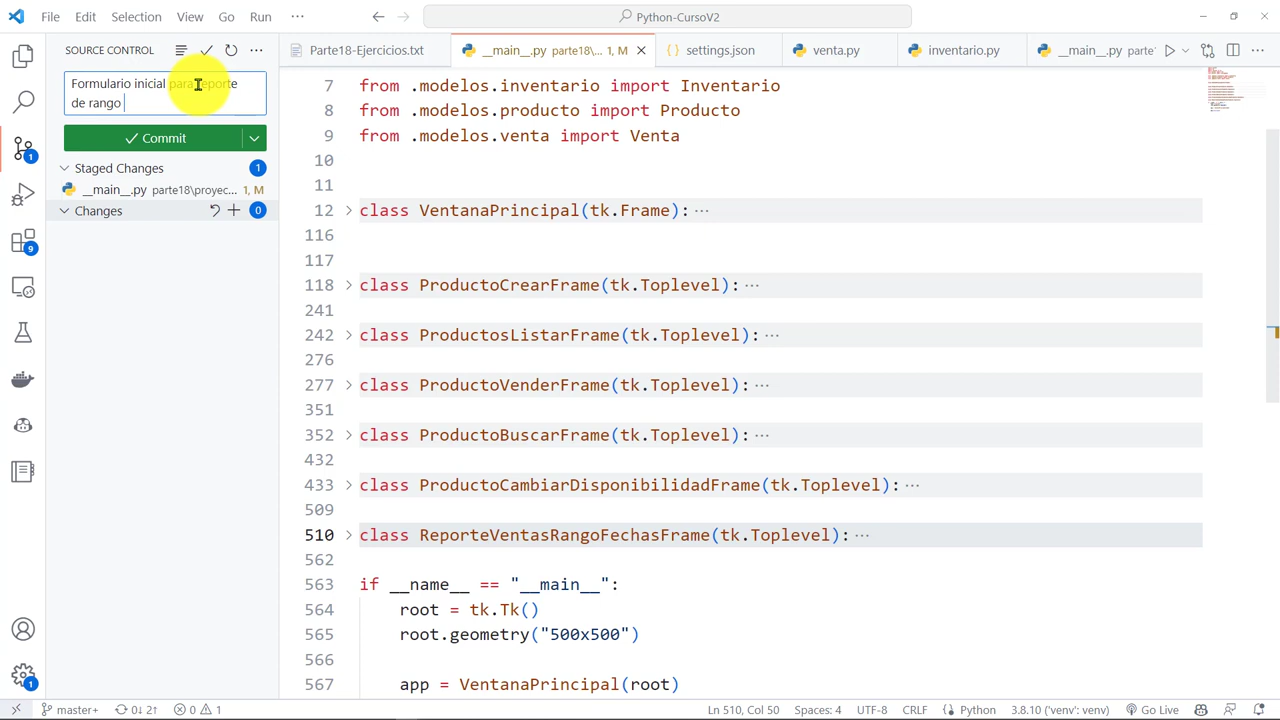 File Edit Selection View Go Run ··· Python-CursoV2
SOURCE CONTROL
Parte18-Ejercicios.txt __main__.py parte18\... 1, M settings.json venta.py inventario.py __main__.py parte
Formulario inicial para reporte
de rango
Commit
Staged Changes 1
__main__.py parte18\proyec... 1, M
Changes 0
1
9
1
7 from .modelos.inventario import Inventario
8 from .modelos.producto import Producto
9 from .modelos.venta import Venta
10
11
12 class VentanaPrincipal(tk.Frame): ···
116
117
118 class ProductoCrearFrame(tk.Toplevel): ···
241
242 class ProductosListarFrame(tk.Toplevel): ···
276
277 class ProductoVenderFrame(tk.Toplevel): ···
351
352 class ProductoBuscarFrame(tk.Toplevel): ···
432
433 class ProductoCambiarDisponibilidadFrame(tk.Toplevel): ···
509
510 class ReporteVentasRangoFechasFrame(tk.Toplevel): ···
562
563 if __name__ == "__main__":
564 root = tk.Tk()
565 root.geometry("500x500")
566
567 app = VentanaPrincipal(root)
master+ 0↓ 2↑ 0 1 Ln 510, Col 50 Spaces: 4 UTF-8 CRLF Python 3.8.10 ('venv': venv) Go Live